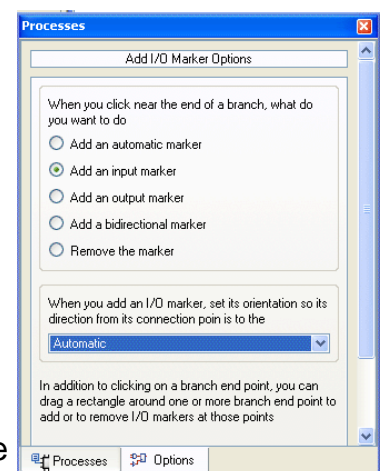 Processes
Add I/O Marker Options
When you click near the end of a branch, what do
you want to do
Add an automatic marker
Add an input marker
Add an output marker
Add a bidirectional marker
Remove the marker
When you add an I/O marker, set its orientation so its
direction from its connection poin is to the
Automatic
In addition to clicking on a branch end point, you can
drag a rectangle around one or more branch end point to
add or to remove I/O markers at those points
e
Processes Options